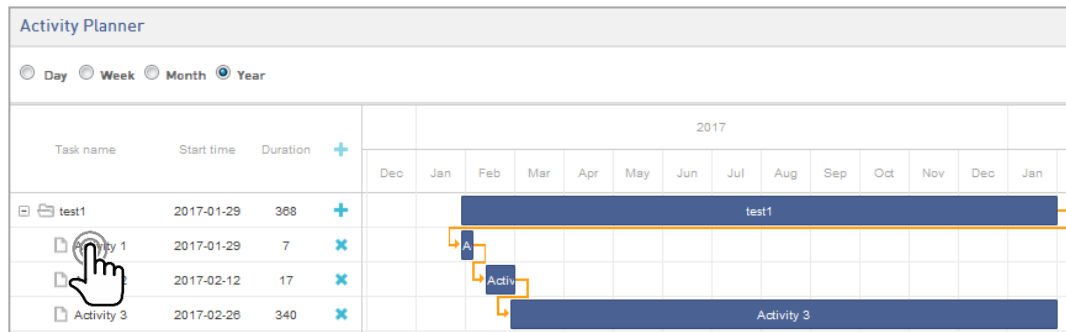 Activity Planner
Day Week Month Year
Task name Start time Duration
2017
Dec Jan Feb Mar Apr May Jun Jul Aug Sep Oct Nov Dec Jan
test1 2017-01-29 368 test1
Activity 1 2017-01-29 7 A
2017-02-12 17 Activ
Activity 3 2017-02-26 340 Activity 3